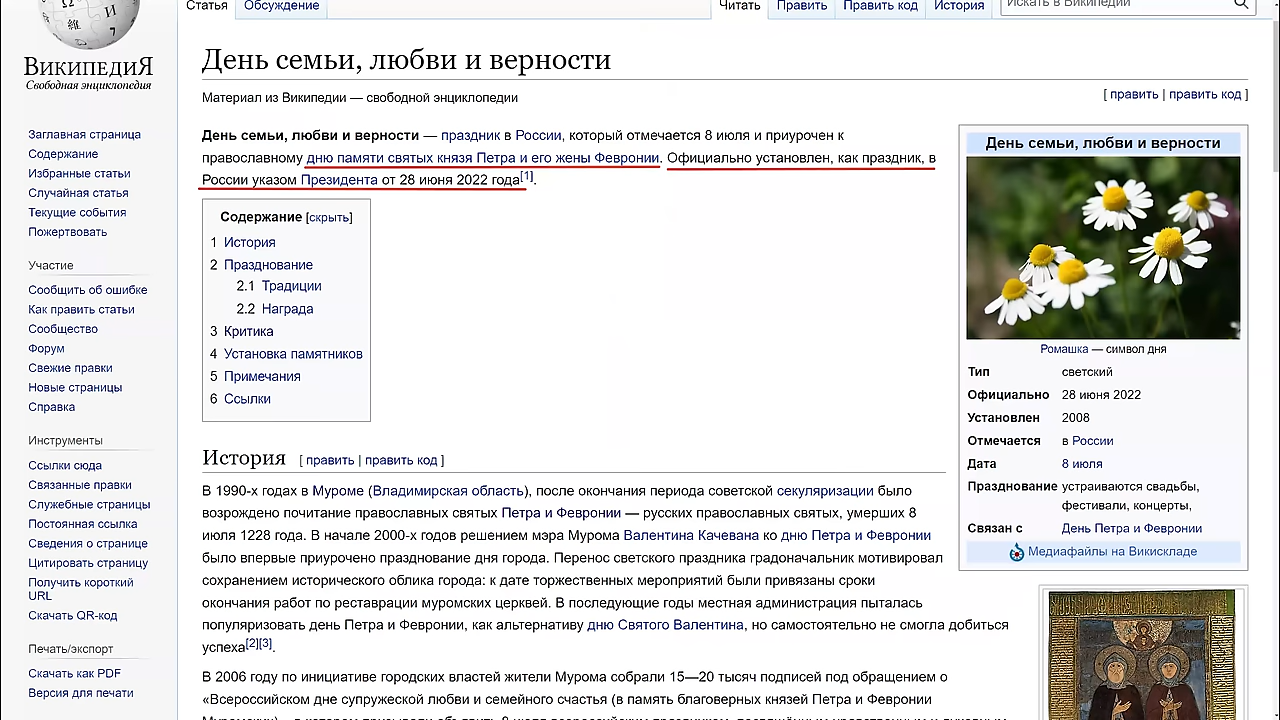 Статья
Обсуждение
Читать
Править
Править код
История
Искать в Википедии
ВикипедиЯ
Свободная энциклопедия
Заглавная страница
Содержание
Избранные статьи
Случайная статья
Текущие события
Пожертвовать
Участие
Сообщить об ошибке
Как править статьи
Сообщество
Форум
Свежие правки
Новые страницы
Справка
Инструменты
Ссылки сюда
Связанные правки
Служебные страницы
Постоянная ссылка
Сведения о странице
Цитировать страницу
Получить короткий
URL
Скачать QR-код
Печать/экспорт
Скачать как PDF
Версия для печати
День семьи, любви и верности
Материал из Википедии — свободной энциклопедии
[ править | править код ]
День семьи, любви и верности — праздник в России, который отмечается 8 июля и приурочен к
православному дню памяти святых князя Петра и его жены Февронии. Официально установлен, как праздник, в
России указом Президента от 28 июня 2022 года[1].
Содержание [скрыть]
1 История
2 Празднование
2.1 Традиции
2.2 Награда
3 Критика
4 Установка памятников
5 Примечания
6 Ссылки
День семьи, любви и верности
Ромашка — символ дня
Тип светский
Официально 28 июня 2022
Установлен 2008
Отмечается в России
Дата 8 июля
Празднование устраиваются свадьбы,
фестивали, концерты,
Связан с День Петра и Февронии
Медиафайлы на Викискладе
История [ править | править код ]
В 1990-х годах в Муроме (Владимирская область), после окончания периода советской секуляризации было
возрождено почитание православных святых Петра и Февронии — русских православных святых, умерших 8
июля 1228 года. В начале 2000-х годов решением мэра Мурома Валентина Качевана ко дню Петра и Февронии
было впервые приурочено празднование дня города. Перенос светского праздника градоначальник мотивировал
сохранением исторического облика города: к дате торжественных мероприятий были привязаны сроки
окончания работ по реставрации муромских церквей. В последующие годы местная администрация пыталась
популяризовать день Петра и Февронии, как альтернативу дню Святого Валентина, но самостоятельно не смогла добиться
успеха[2][3].
В 2006 году по инициативе городских властей жители Мурома собрали 15—20 тысяч подписей под обращением о
«Всероссийском дне супружеской любви и семейного счастья (в память благоверных князей Петра и Февронии